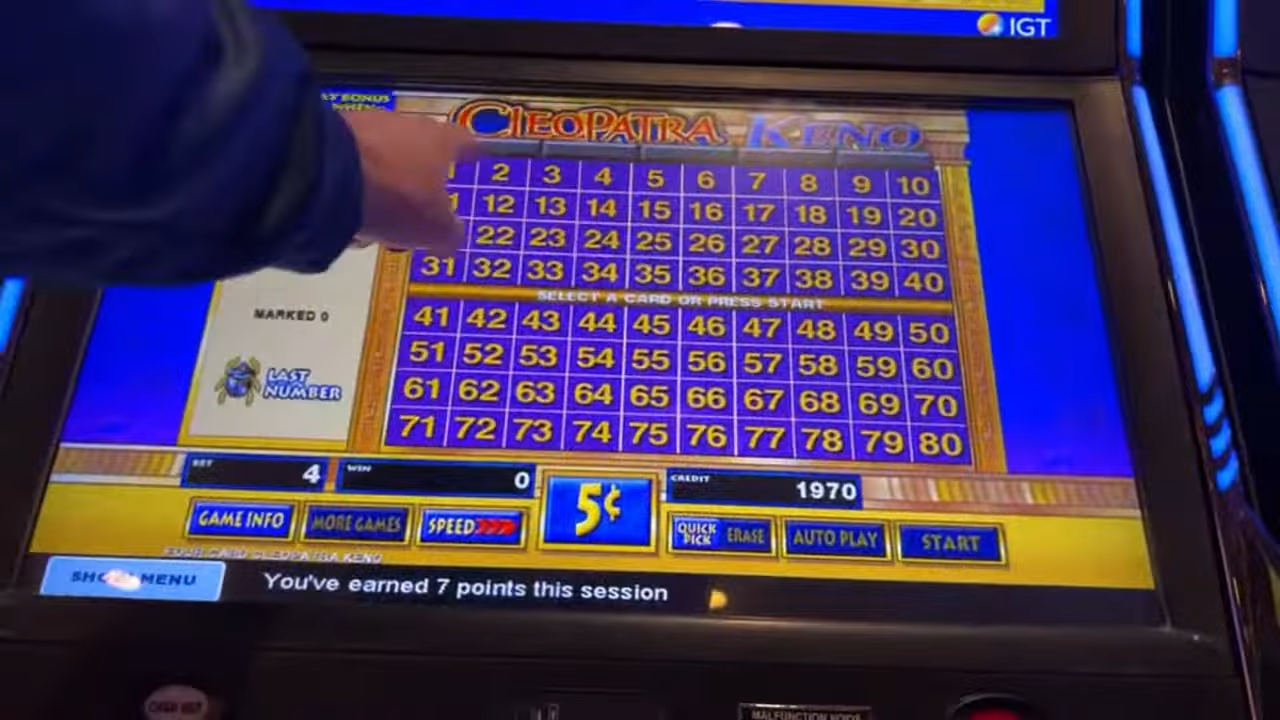 IGT
BONUS
CLEOPATRA KENO
2 3 4 5 6 7 8 9 10
12 13 14 15 16 17 18 19 20
22 23 24 25 26 27 28 29 30
31 32 33 34 35 36 37 38 39 40
SELECT A CARD OR PRESS START
41 42 43 44 45 46 47 48 49 50
51 52 53 54 55 56 57 58 59 60
61 62 63 64 65 66 67 68 69 70
71 72 73 74 75 76 77 78 79 80
MARKED 0
LAST
NUMBER
BET 4 WIN 0 5¢ CREDIT 1970
GAME INFO MORE GAMES SPEED QUICK PICK ERASE AUTO PLAY START
FOUR CARD CLEOPATRA KENO
SHOW MENU You've earned 7 points this session
MALFUNCTION VOIDS